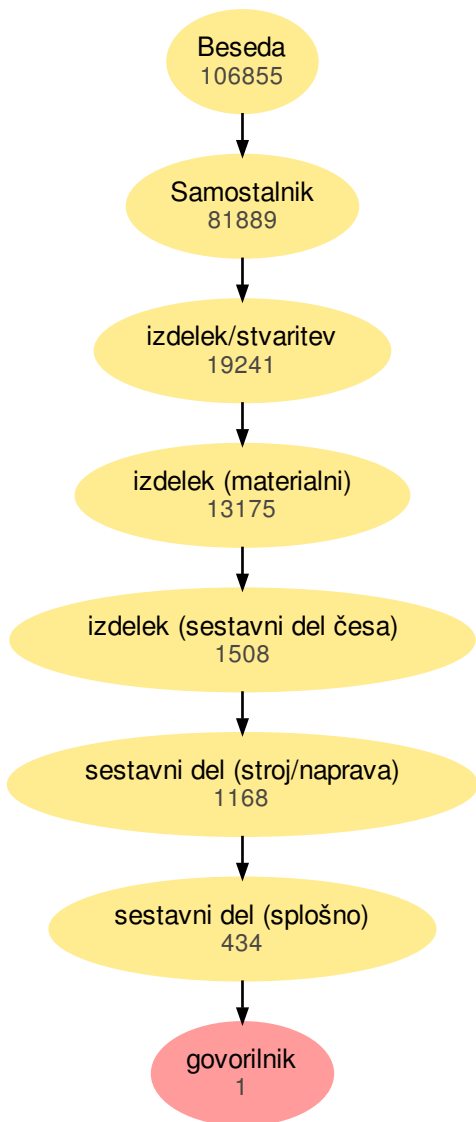 Beseda
106855
Samostalnik
81889
izdelek/stvaritev
19241
izdelek (materialni)
13175
izdelek (sestavni del česa)
1508
sestavni del (stroj/naprava)
1168
sestavni del (splošno)
434
govorilnik
1